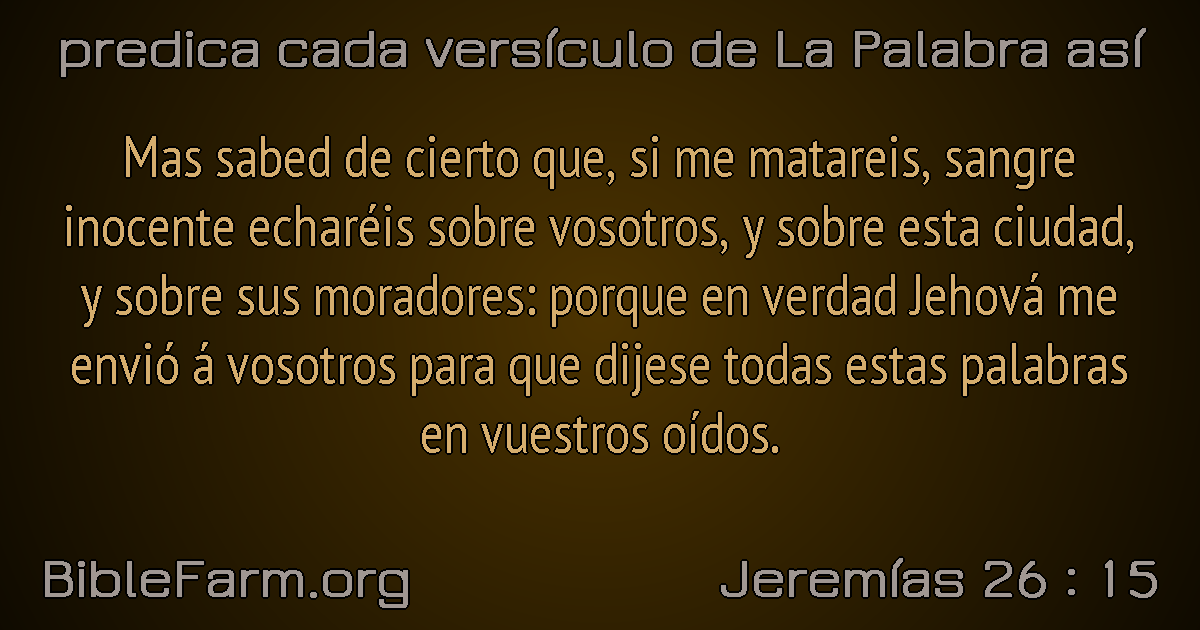 predica cada versículo de La Palabra así
Mas sabed de cierto que, si me matareis, sangre
inocente echaréis sobre vosotros, y sobre esta ciudad,
y sobre sus moradores: porque en verdad Jehová me
envió á vosotros para que dijese todas estas palabras
en vuestros oídos.
BibleFarm.org
Jeremías 26 : 15